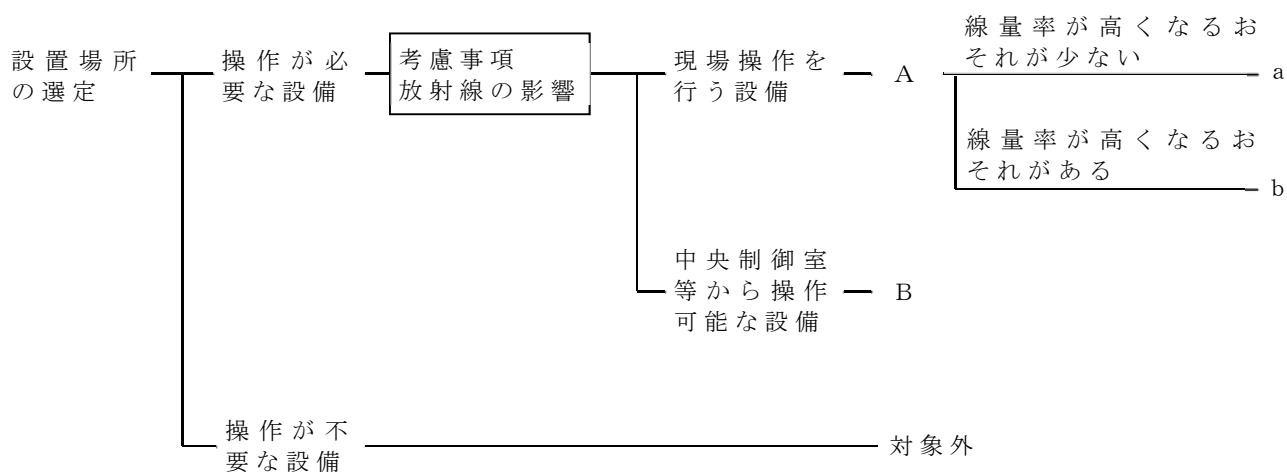 設置場所
の選定
操作が必
要な設備
考慮事項
放射線の影響
現場操作を
行う設備
A
線量率が高くなるお
それが少ない
a
線量率が高くなるお
それがある
b
中央制御室
等から操作
可能な設備
B
操作が不
要な設備
対象外